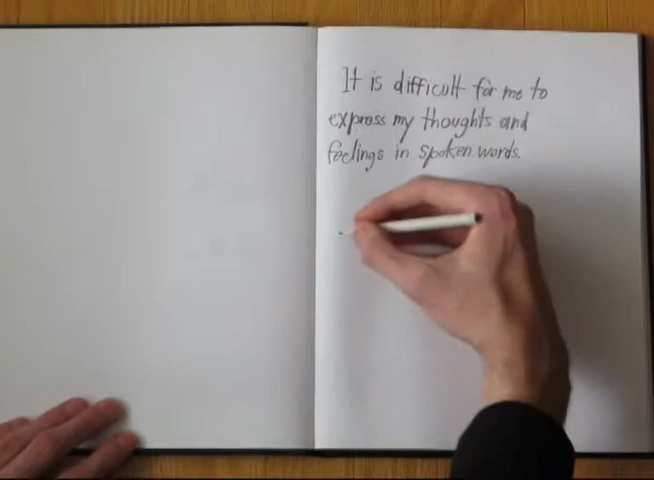 It is difficult for me to
express my thoughts and
feelings in spoken words.